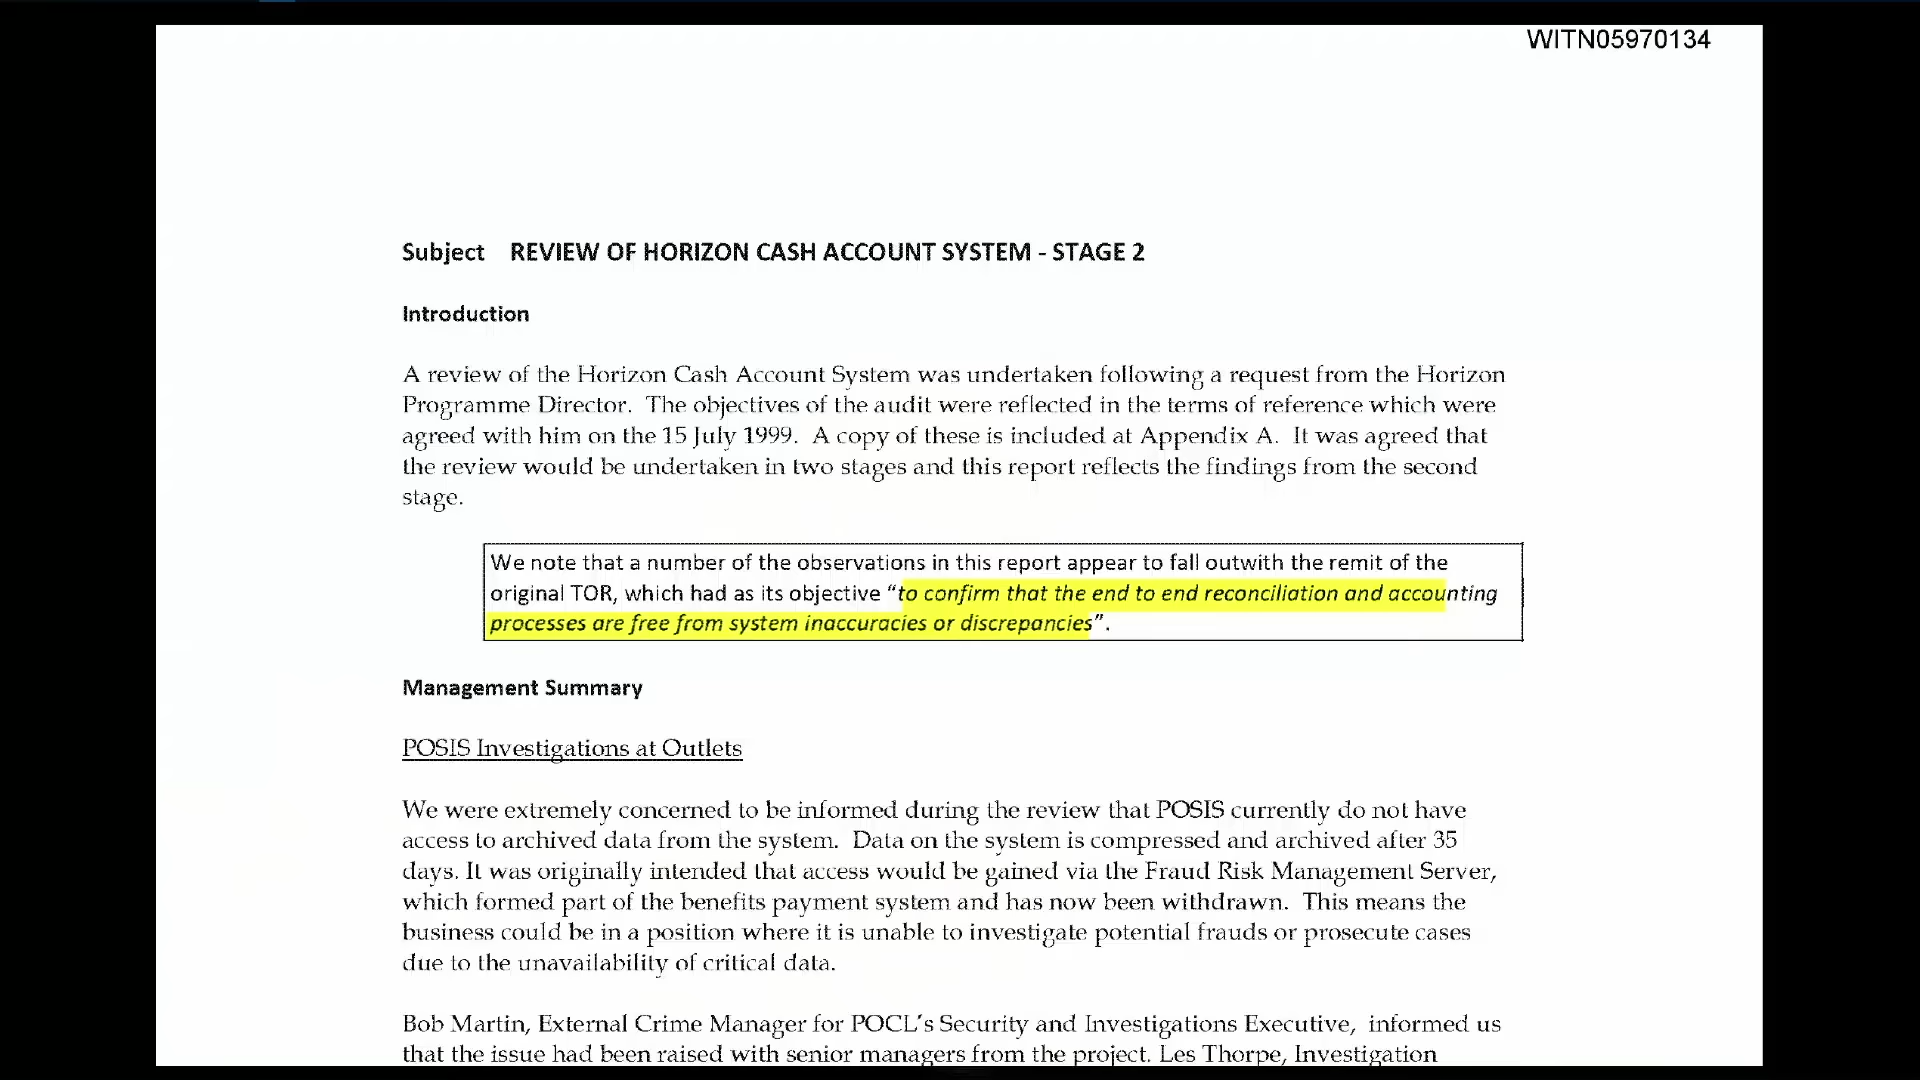 WITN05970134
Subject REVIEW OF HORIZON CASH ACCOUNT SYSTEM - STAGE 2
Introduction
A review of the Horizon Cash Account System was undertaken following a request from the Horizon
Programme Director. The objectives of the audit were reflected in the terms of reference which were
agreed with him on the 15 July 1999. A copy of these is included at Appendix A. It was agreed that
the review would be undertaken in two stages and this report reflects the findings from the second
stage.
We note that a number of the observations in this report appear to fall outwith the remit of the
original TOR, which had as its objective “to confirm that the end to end reconciliation and accounting
processes are free from system inaccuracies or discrepancies”.
Management Summary
POSIS Investigations at Outlets
We were extremely concerned to be informed during the review that POSIS currently do not have
access to archived data from the system. Data on the system is compressed and archived after 35
days. It was originally intended that access would be gained via the Fraud Risk Management Server,
which formed part of the benefits payment system and has now been withdrawn. This means the
business could be in a position where it is unable to investigate potential frauds or prosecute cases
due to the unavailability of critical data.
Bob Martin, External Crime Manager for POCL’s Security and Investigations Executive, informed us
that the issue had been raised with senior managers from the project. Les Thorpe, Investigation